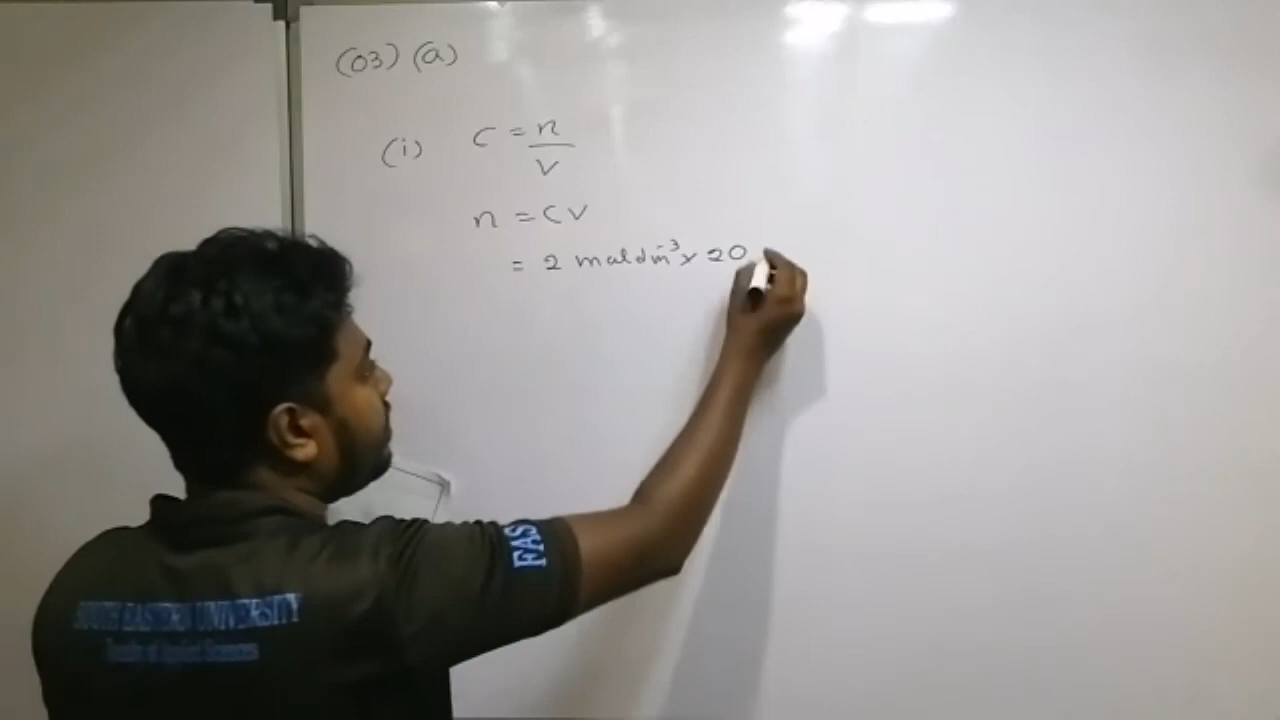 (03) (a)
(i) C = n
V
n = CV
= 2 moldm⁻³ x 20
FAS
SOUTH EASTERN UNIVERSITY
Faculty of Applied Sciences